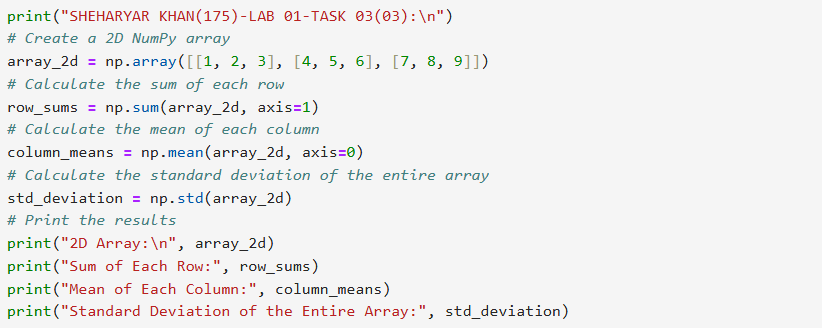 print("SHEHARYAR KHAN(175)-LAB 01-TASK 03(03):\n")
# Create a 2D NumPy array
array_2d = np.array([[1, 2, 3], [4, 5, 6], [7, 8, 9]])
# Calculate the sum of each row
row_sums = np.sum(array_2d, axis=1)
# Calculate the mean of each column
column_means = np.mean(array_2d, axis=0)
# Calculate the standard deviation of the entire array
std_deviation = np.std(array_2d)
# Print the results
print("2D Array:\n", array_2d)
print("Sum of Each Row:", row_sums)
print("Mean of Each Column:", column_means)
print("Standard Deviation of the Entire Array:", std_deviation)